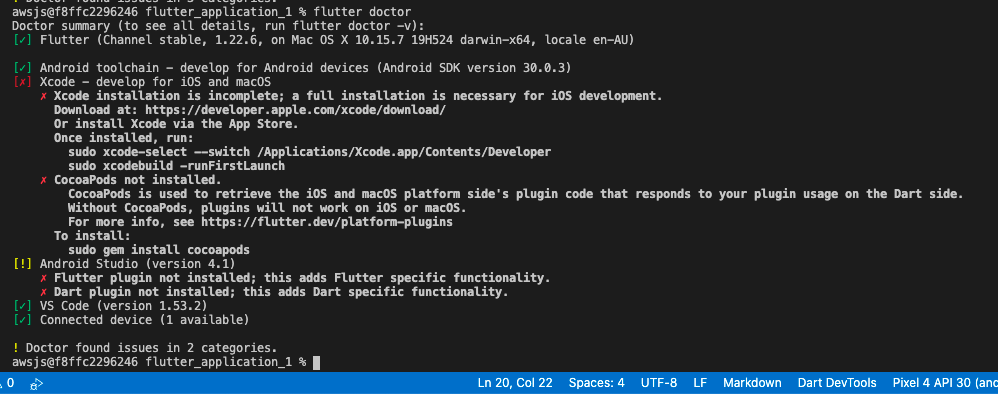 ! Doctor found issues in 3 categories.
awsjs@f8ffc2296246 flutter_application_1 % flutter doctor
Doctor summary (to see all details, run flutter doctor -v):
[✓] Flutter (Channel stable, 1.22.6, on Mac OS X 10.15.7 19H524 darwin-x64, locale en-AU)
[✓] Android toolchain - develop for Android devices (Android SDK version 30.0.3)
[✗] Xcode - develop for iOS and macOS
✗ Xcode installation is incomplete; a full installation is necessary for iOS development.
Download at: https://developer.apple.com/xcode/download/
Or install Xcode via the App Store.
Once installed, run:
sudo xcode-select --switch /Applications/Xcode.app/Contents/Developer
sudo xcodebuild -runFirstLaunch
✗ CocoaPods not installed.
CocoaPods is used to retrieve the iOS and macOS platform side's plugin code that responds to your plugin usage on the Dart side.
Without CocoaPods, plugins will not work on iOS or macOS.
For more info, see https://flutter.dev/platform-plugins
To install:
sudo gem install cocoapods
[!] Android Studio (version 4.1)
✗ Flutter plugin not installed; this adds Flutter specific functionality.
✗ Dart plugin not installed; this adds Dart specific functionality.
[✓] VS Code (version 1.53.2)
[✓] Connected device (1 available)
! Doctor found issues in 2 categories.
awsjs@f8ffc2296246 flutter_application_1 %
0 Ln 20, Col 22 Spaces: 4 UTF-8 LF Markdown Dart DevTools Pixel 4 API 30 (anc